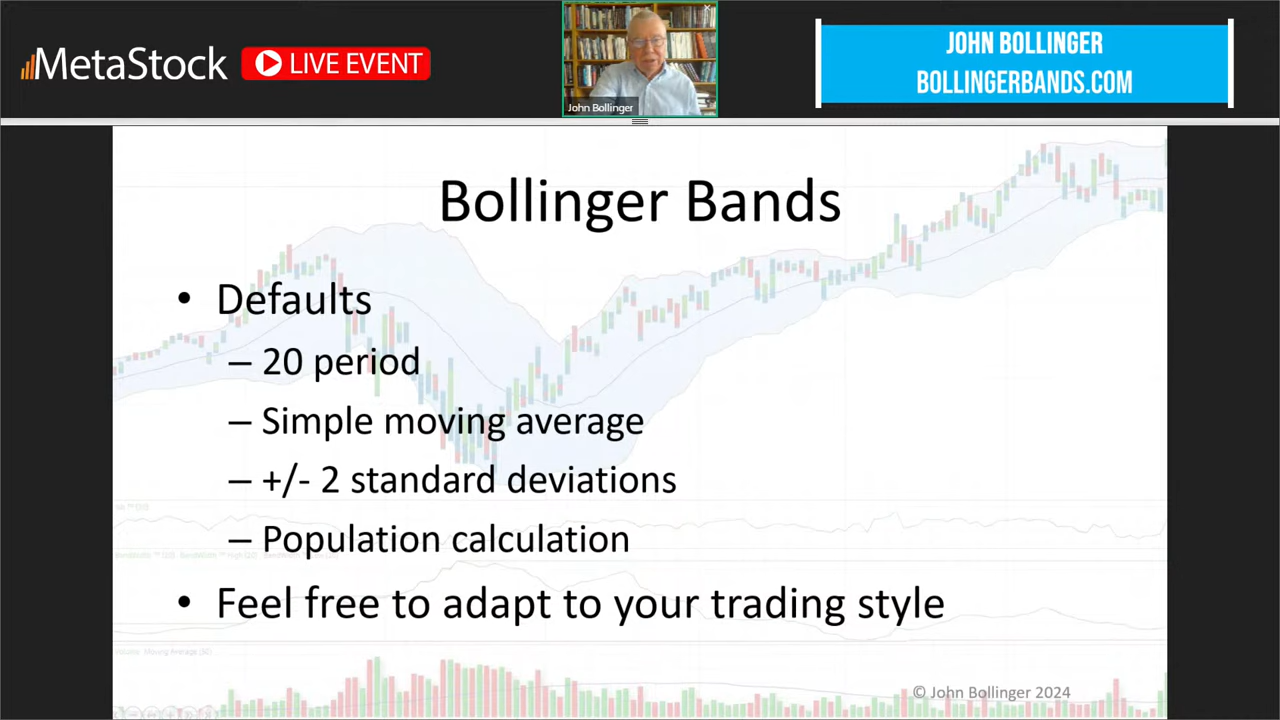 MetaStock
LIVE EVENT
John Bollinger
JOHN BOLLINGER
BOLLINGERBANDS.COM
Bollinger Bands
• Defaults
– 20 period
– Simple moving average
– +/- 2 standard deviations
– Population calculation
• Feel free to adapt to your trading style
© John Bollinger 2024